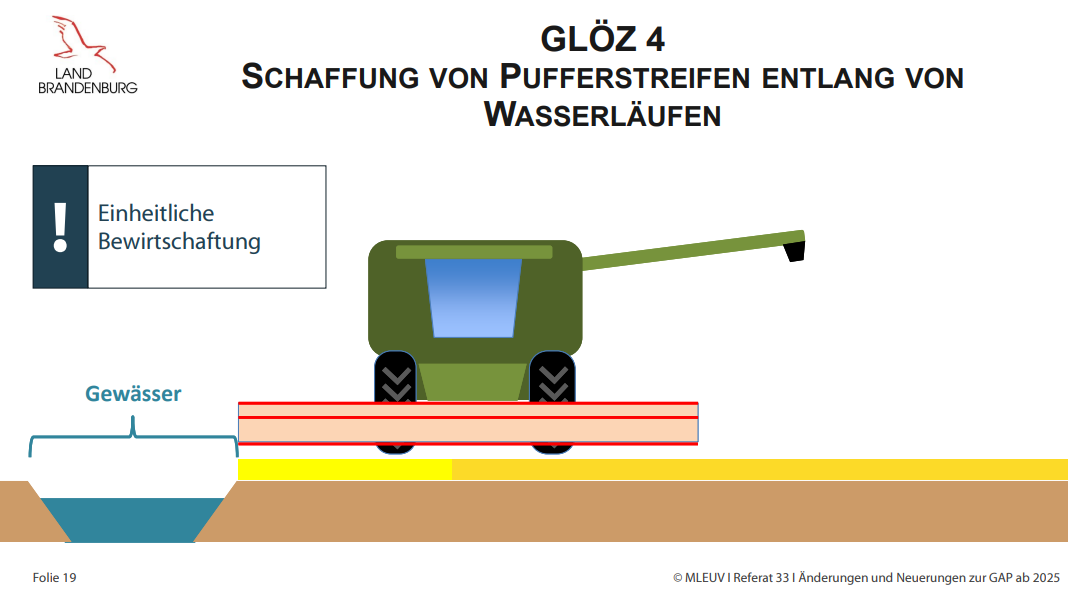 LAND
BRANDENBURG
GLÖZ 4
SCHAFFUNG VON PUFFERSTREIFEN ENTLANG VON
WASSERLÄUFEN
!
Einheitliche
Bewirtschaftung
Gewässer
Folie 19
© MLEUV I Referat 33 I Änderungen und Neuerungen zur GAP ab 2025